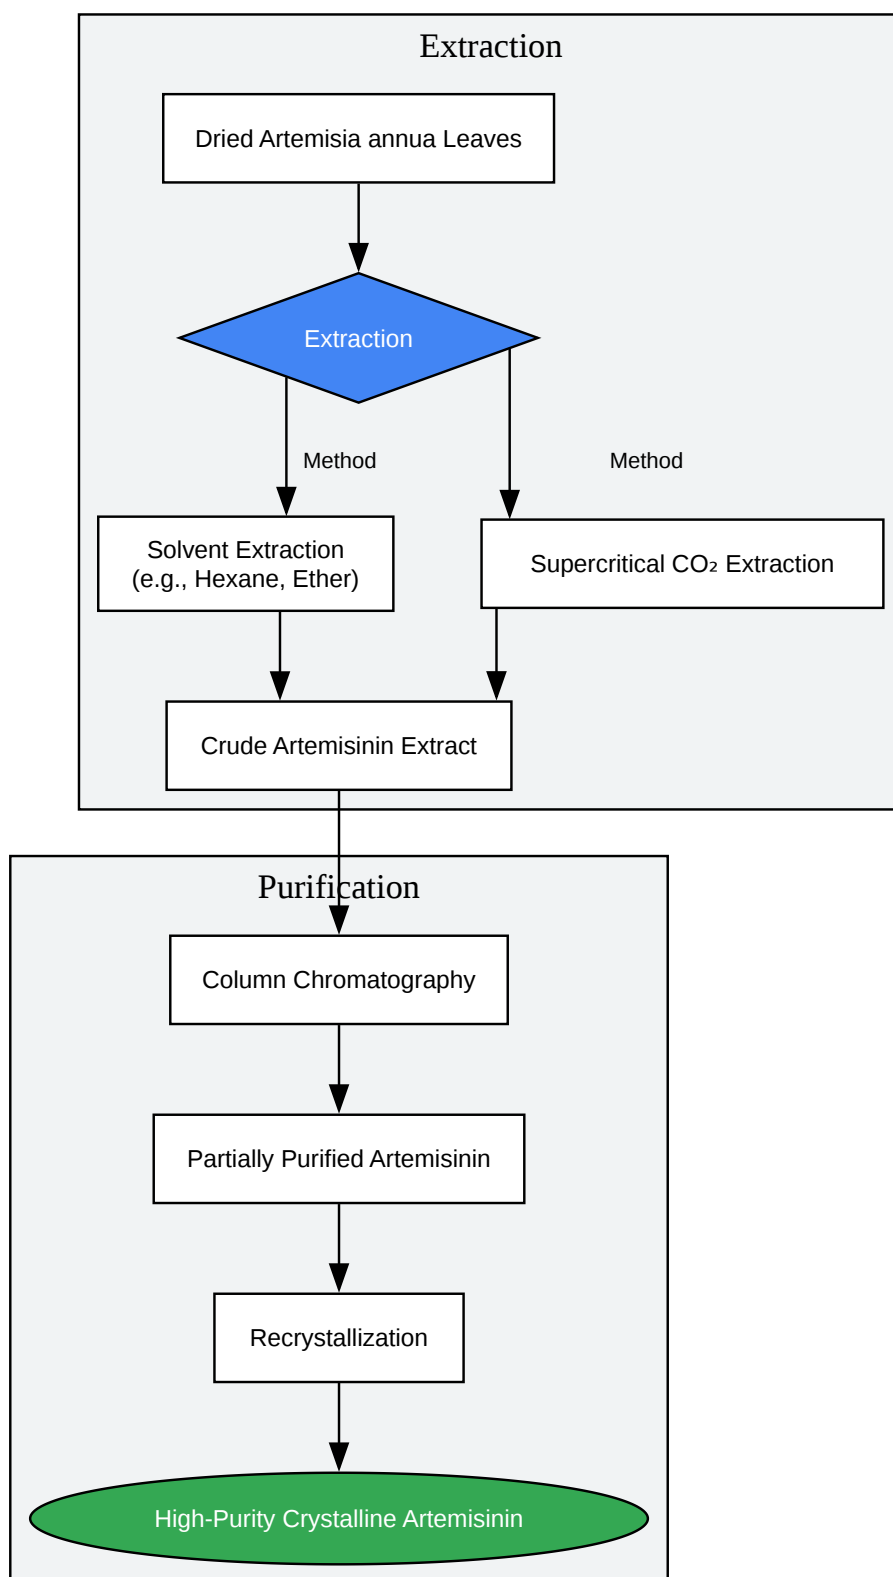 Extraction
Dried Artemisia annua Leaves
Extraction
Method
Method
Solvent Extraction
(e.g., Hexane, Ether)
Supercritical CO₂ Extraction
Crude Artemisinin Extract
Purification
Column Chromatography
Partially Purified Artemisinin
Recrystallization
High-Purity Crystalline Artemisinin